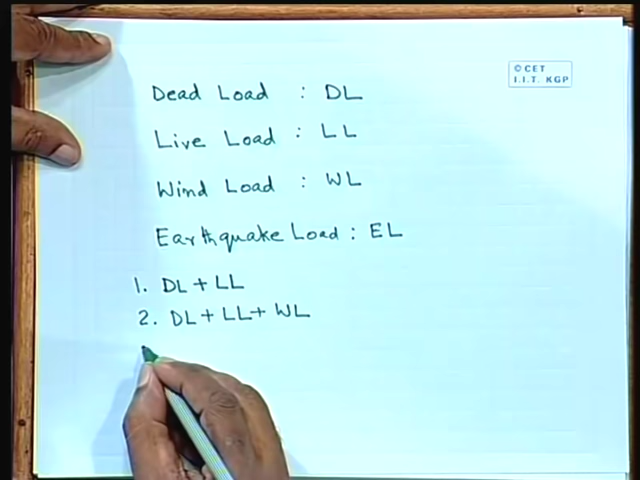 © CET
I.I.T. KGP
Dead Load : DL
Live Load : LL
Wind Load : WL
Earthquake Load : EL
1. DL + LL
2. DL + LL + WL